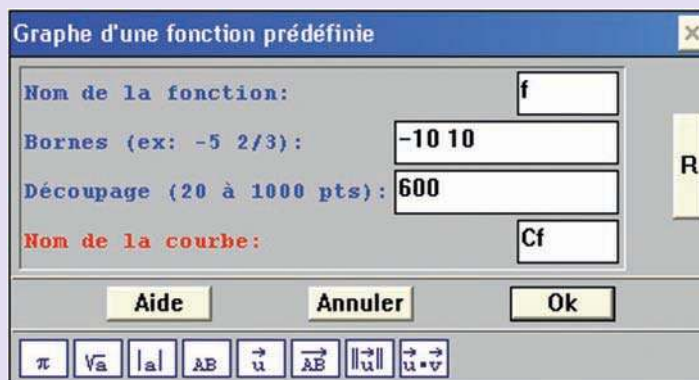 Graphe d'une fonction prédéfinie
Nom de la fonction: f
Bornes (ex: -5 2/3): -10 10
Découpage (20 à 1000 pts): 600
Nom de la courbe: Cf
R
Aide Annuler Ok
π √a |a| AB u⃗ A͞B⃗ ‖u⃗‖ u⃗▪v⃗